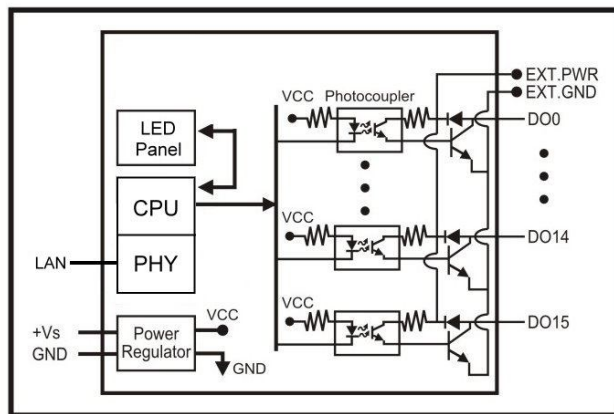 EXT.PWR
Photocoupler
EXT.GND
VCC
DO0
LED
Panel
CPU
VCC
DO14
LAN
PHY
VCC
+Vs
Power
VCC
DO15
GND
Regulator
GND